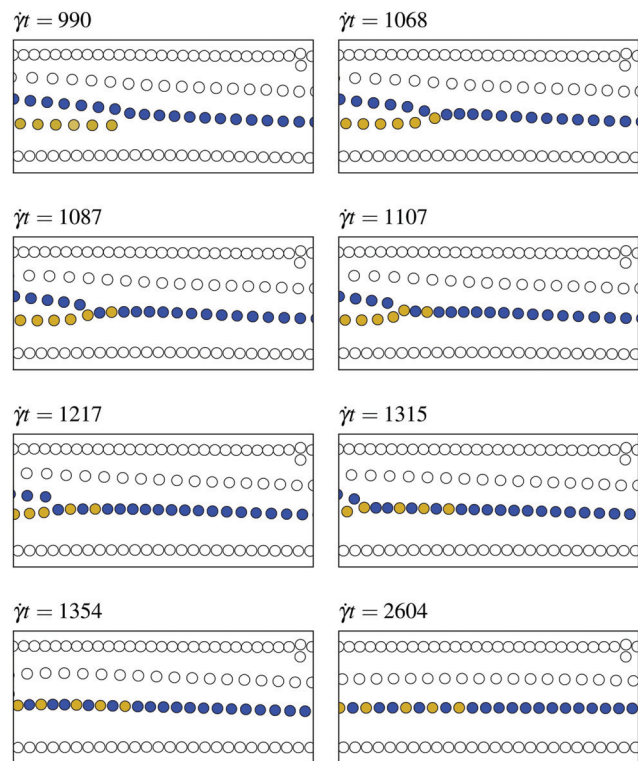 γ̇t = 990
γ̇t = 1068
γ̇t = 1087
γ̇t = 1107
γ̇t = 1217
γ̇t = 1315
γ̇t = 1354
γ̇t = 2604